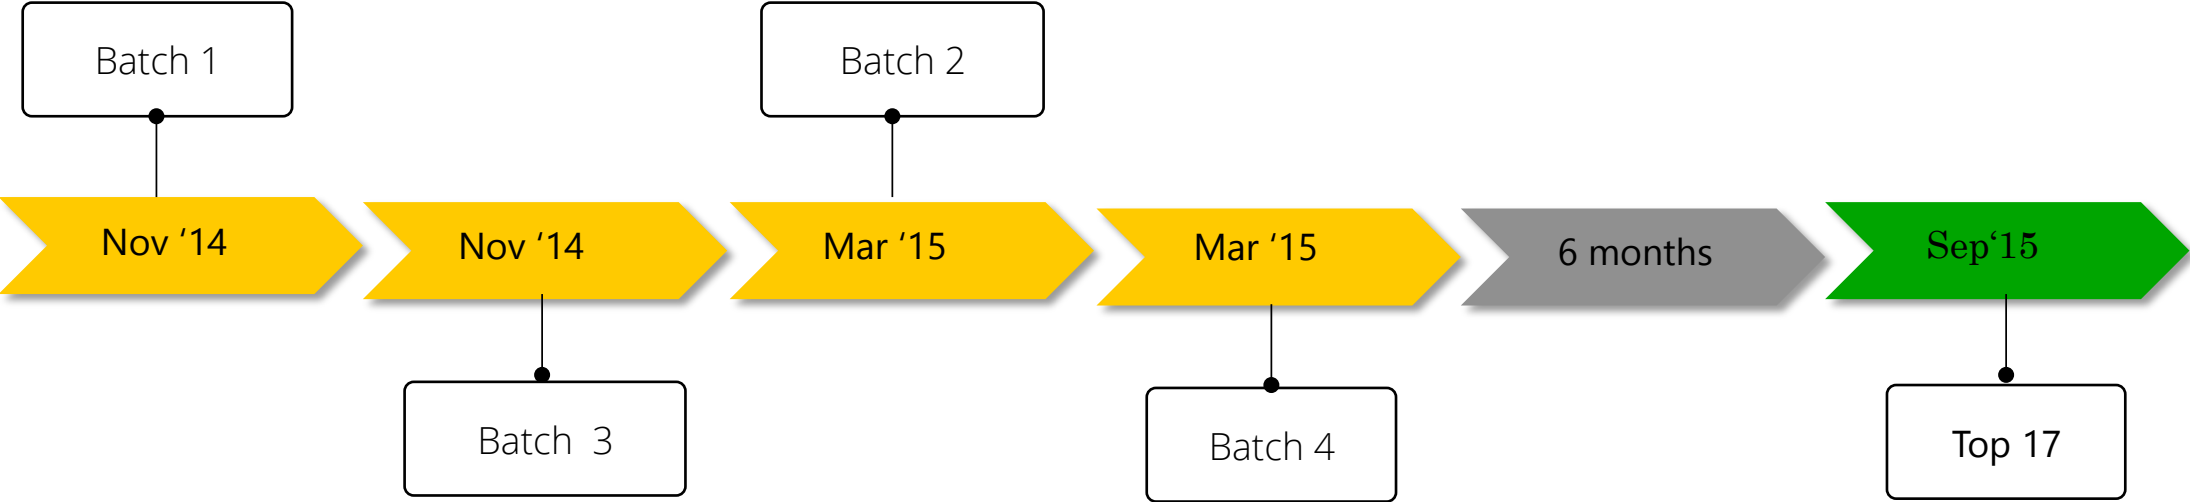 Batch 1
Batch 2
Nov ‘14
Nov ‘14
Mar ‘15
Mar ‘15
6 months
Sep‘15
Batch  3
Batch 4
Top 17